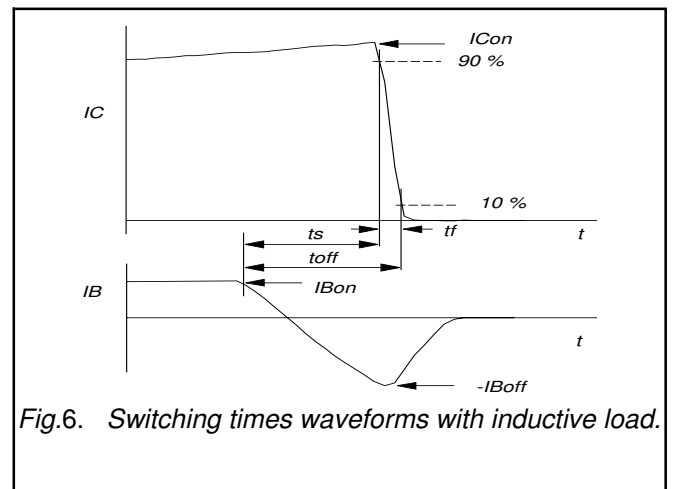 ICon
90 %
IC
10 %
ts
tf
t
toff
IB
IBon
t
-IBoff
Fig.6. Switching times waveforms with inductive load.